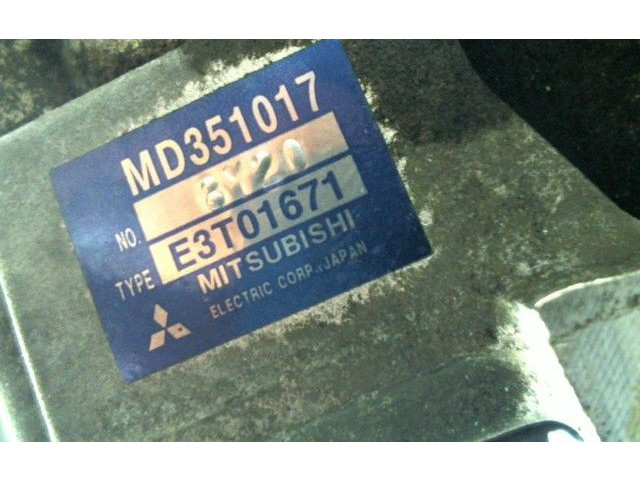 MD351017
NO. 8Y20
TYPE E3T01671
MITSUBISHI
ELECTRIC CORP. JAPAN